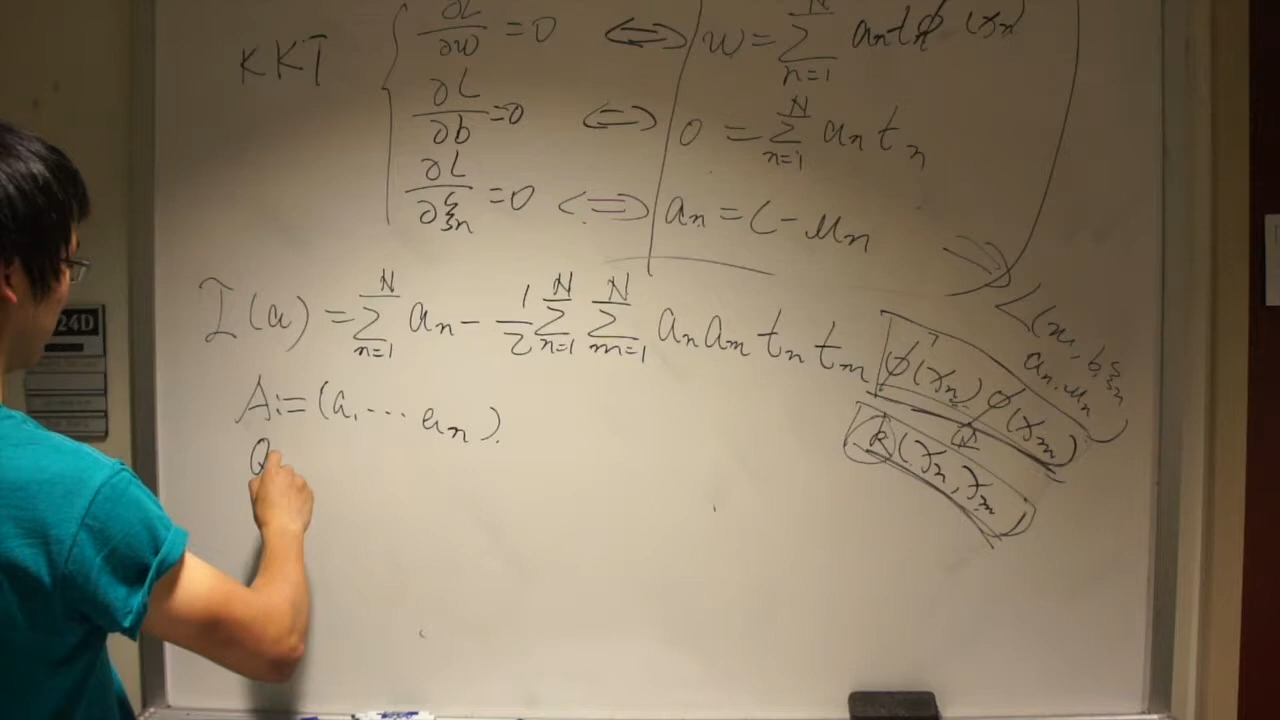 KKT
∂L/∂w = 0 ⇔ w = Σ_{n=1}^{N} a_n t_n ϕ(x_n)
∂L/∂b = 0 ⇔ 0 = Σ_{n=1}^{N} a_n t_n
∂L/∂ξ_n = 0 ⇔ a_n = C - μ_n
⇒ L(w, b, ξ_n
a_n, μ_n)
L̃(a) = Σ_{n=1}^{N} a_n - 1/2 Σ_{n=1}^{N} Σ_{m=1}^{N} a_n a_m t_n t_m ϕ^T(x_n) ϕ(x_m)
k(x_n, x_m)
A := (a, ... a_n).
Q
24D